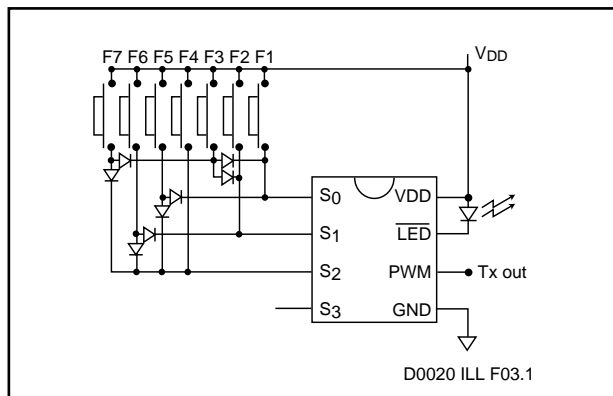 F7 F6 F5 F4 F3 F2 F1
VDD
S0 VDD
S1 LED
S2 PWM Tx out
S3 GND
D0020 ILL F03.1